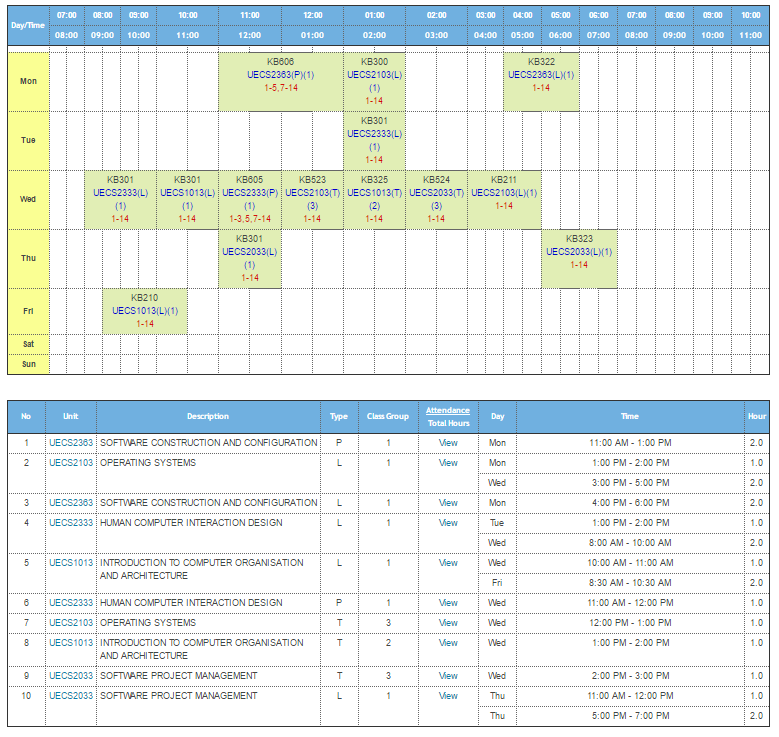 Day/Time 07:00 08:00 09:00 10:00 11:00 12:00 01:00 02:00 03:00 04:00 05:00 06:00 07:00 08:00 09:00 10:00
08:00 09:00 10:00 11:00 12:00 01:00 02:00 03:00 04:00 05:00 06:00 07:00 08:00 09:00 10:00 11:00
Mon
KB606
UECS2363(P)(1)
1-5,7-14
KB300
UECS2103(L)
(1)
1-14
KB322
UECS2363(L)(1)
1-14
Tue
KB301
UECS2333(L)
(1)
1-14
Wed
KB301
UECS2333(L)
(1)
1-14
KB301
UECS1013(L)
(1)
1-14
KB605
UECS2333(P)
(1)
1-3,5,7-14
KB523
UECS2103(T)
(3)
1-14
KB325
UECS1013(T)
(2)
1-14
KB524
UECS2033(T)
(3)
1-14
KB211
UECS2103(L)(1)
1-14
Thu
KB301
UECS2033(L)
(1)
1-14
KB323
UECS2033(L)(1)
1-14
Fri
KB210
UECS1013(L)(1)
1-14
Sat
Sun
No Unit Description Type Class Group Attendance Day Time Hour
Total Hours
1 UECS2363 SOFTWARE CONSTRUCTION AND CONFIGURATION P 1 View Mon 11:00 AM - 1:00 PM 2.0
2 UECS2103 OPERATING SYSTEMS L 1 View Mon 1:00 PM - 2:00 PM 1.0
Wed 3:00 PM - 5:00 PM 2.0
3 UECS2363 SOFTWARE CONSTRUCTION AND CONFIGURATION L 1 View Mon 4:00 PM - 6:00 PM 2.0
4 UECS2333 HUMAN COMPUTER INTERACTION DESIGN L 1 View Tue 1:00 PM - 2:00 PM 1.0
Wed 8:00 AM - 10:00 AM 2.0
5 UECS1013 INTRODUCTION TO COMPUTER ORGANISATION L 1 View Wed 10:00 AM - 11:00 AM 1.0
AND ARCHITECTURE Fri 8:30 AM - 10:30 AM 2.0
6 UECS2333 HUMAN COMPUTER INTERACTION DESIGN P 1 View Wed 11:00 AM - 12:00 PM 1.0
7 UECS2103 OPERATING SYSTEMS T 3 View Wed 12:00 PM - 1:00 PM 1.0
8 UECS1013 INTRODUCTION TO COMPUTER ORGANISATION T 2 View Wed 1:00 PM - 2:00 PM 1.0
AND ARCHITECTURE
9 UECS2033 SOFTWARE PROJECT MANAGEMENT T 3 View Wed 2:00 PM - 3:00 PM 1.0
10 UECS2033 SOFTWARE PROJECT MANAGEMENT L 1 View Thu 11:00 AM - 12:00 PM 1.0
Thu 5:00 PM - 7:00 PM 2.0